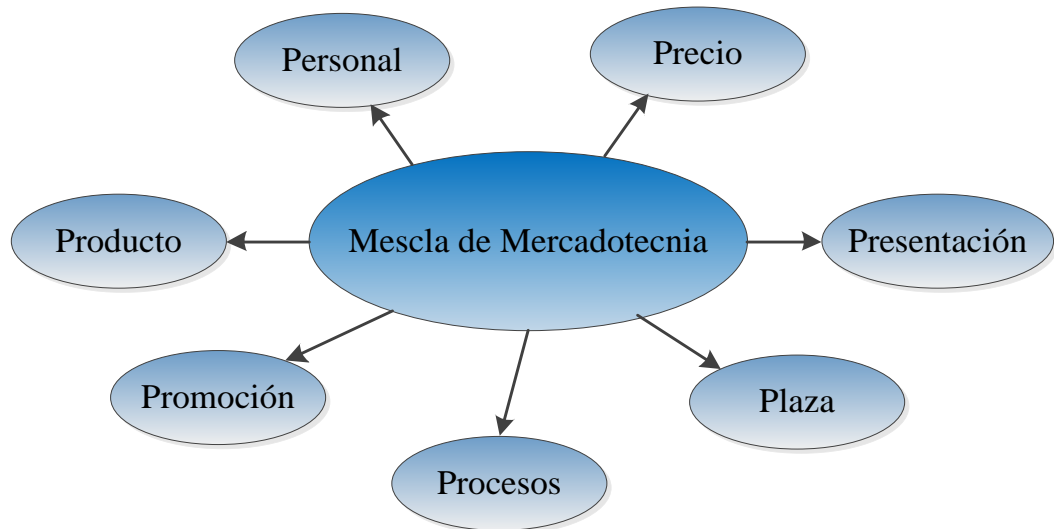 Personal
Precio
Producto
Mescla de Mercadotecnia
Presentación
Promoción
Plaza
Procesos